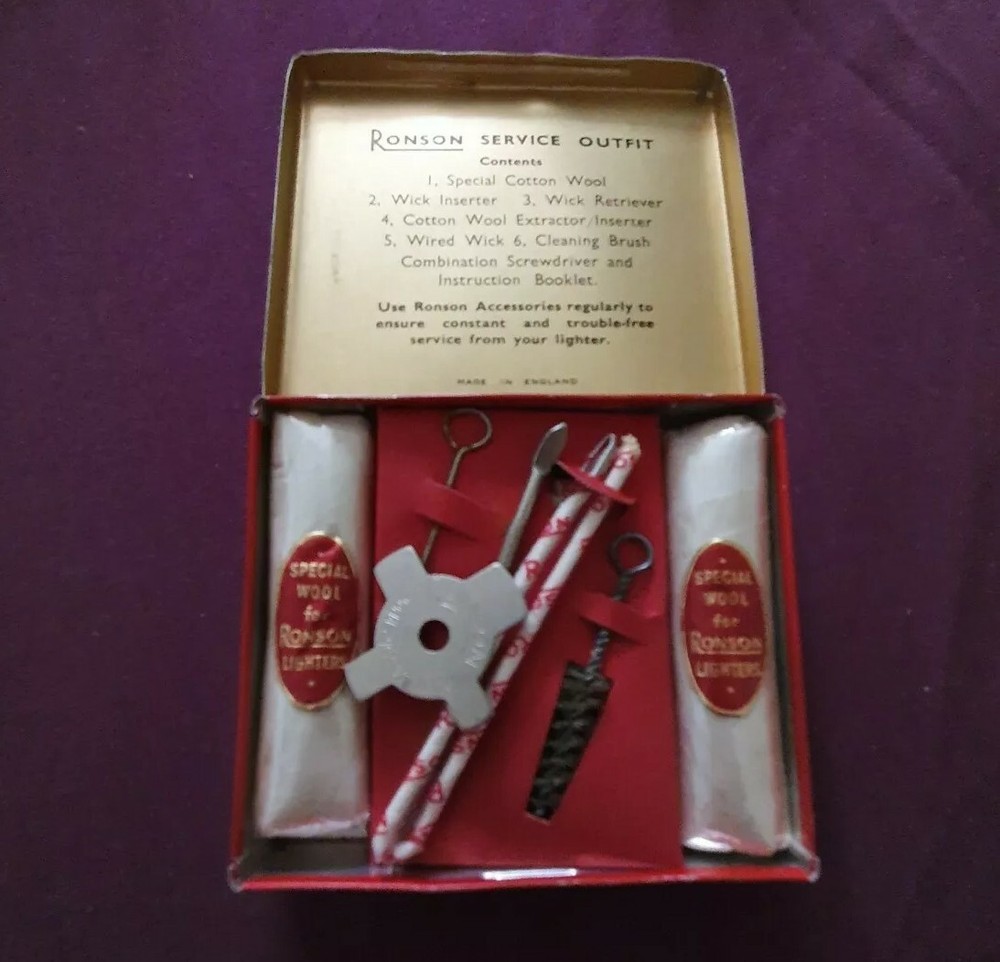 RONSON SERVICE OUTFIT
Contents
1, Special Cotton Wool
2, Wick Inserter 3, Wick Retriever
4, Cotton Wool Extractor/Inserter
5, Wired Wick 6, Cleaning Brush
Combination Screwdriver and
Instruction Booklet.
Use Ronson Accessories regularly to
ensure constant and trouble-free
service from your lighter.
MADE IN ENGLAND
SPECIAL
WOOL
for
RONSON
LIGHTERS
SPECIAL
WOOL
for
RONSON
LIGHTERS